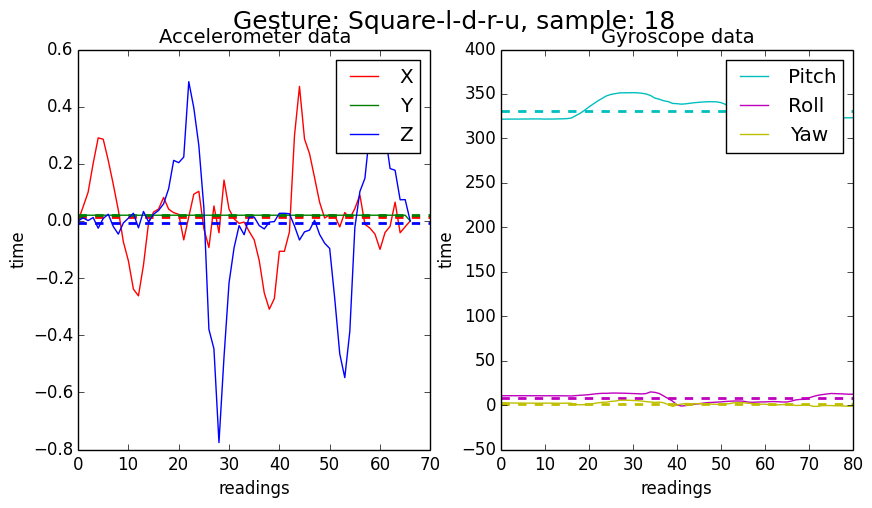 Gesture: Square-l-d-r-u, sample: 18
Accelerometer data
0.6
0.4
0.2
0.0
−0.2
−0.4
−0.6
−0.8
time
0 10 20 30 40 50 60 70
readings
X
Y
Z
Gyroscope data
400
350
300
250
200
150
100
50
0
−50
time
0 10 20 30 40 50 60 70 80
readings
Pitch
Roll
Yaw